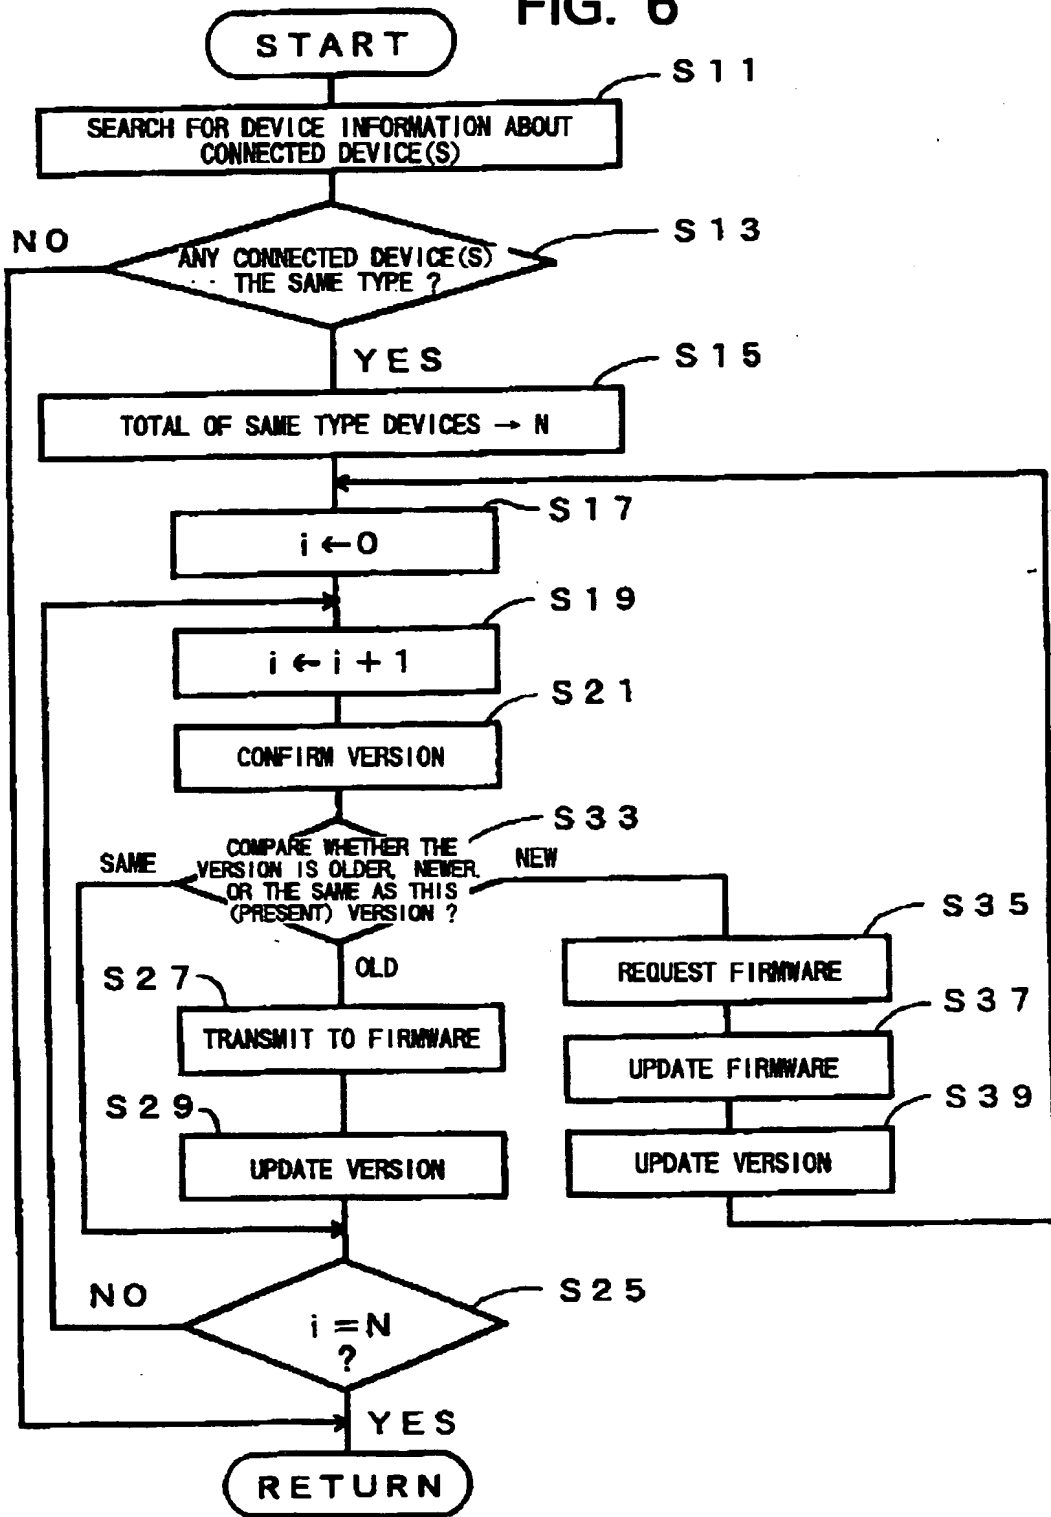 FIG. 6
START
S11
SEARCH FOR DEVICE INFORMATION ABOUT
CONNECTED DEVICE(S)
NO
S13
ANY CONNECTED DEVICE(S)
THE SAME TYPE ?
YES
S15
TOTAL OF SAME TYPE DEVICES → N
S17
i ← 0
S19
i ← i + 1
S21
CONFIRM VERSION
S33
COMPARE WHETHER THE
VERSION IS OLDER, NEWER,
OR THE SAME AS THIS
(PRESENT) VERSION ?
SAME
NEW
OLD
S35
REQUEST FIRMWARE
S27
TRANSMIT TO FIRMWARE
S37
UPDATE FIRMWARE
S29
UPDATE VERSION
S39
UPDATE VERSION
NO
S25
i = N
?
YES
RETURN